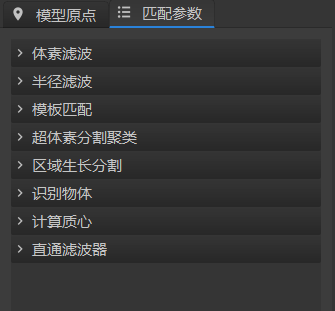 模型原点 匹配参数
体素滤波
半径滤波
模板匹配
超体素分割聚类
区域生长分割
识别物体
计算质心
直通滤波器